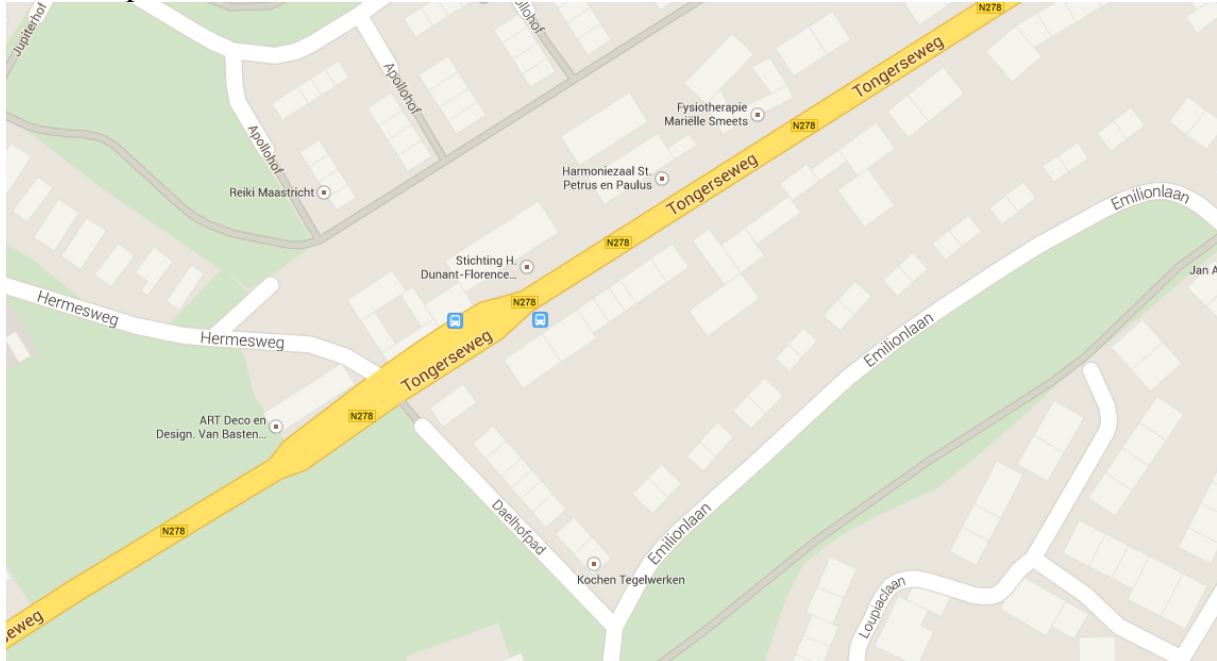 Jupiterhof
Apollohof
Apollohof
Apollohof
N278
Tongerseweg
Fysiotherapie
Mariëlle Smeets
N278
Harmoniezaal St.
Petrus en Paulus
Tongerseweg
Reiki Maastricht
Emilionlaan
N278
Stichting H.
Dunant-Florence...
Jan A
Hermesweg
N278
Hermesweg
Emilionlaan
Tongerseweg
N278
ART Deco en
Design. Van Basten...
N278
Daelhofpad
Emilionlaan
Kochen Tegelwerken
Loupiaclaan
seweg